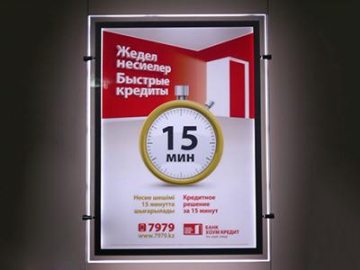 Жедел
несиелер
Быстрые
кредиты
15
мин
Несие шешімі
15 минутта
шығарылады
Кредитное
решение
за 15 минут
7979
www.7979.kz
БАНК
ХОУМ КРЕДИТ